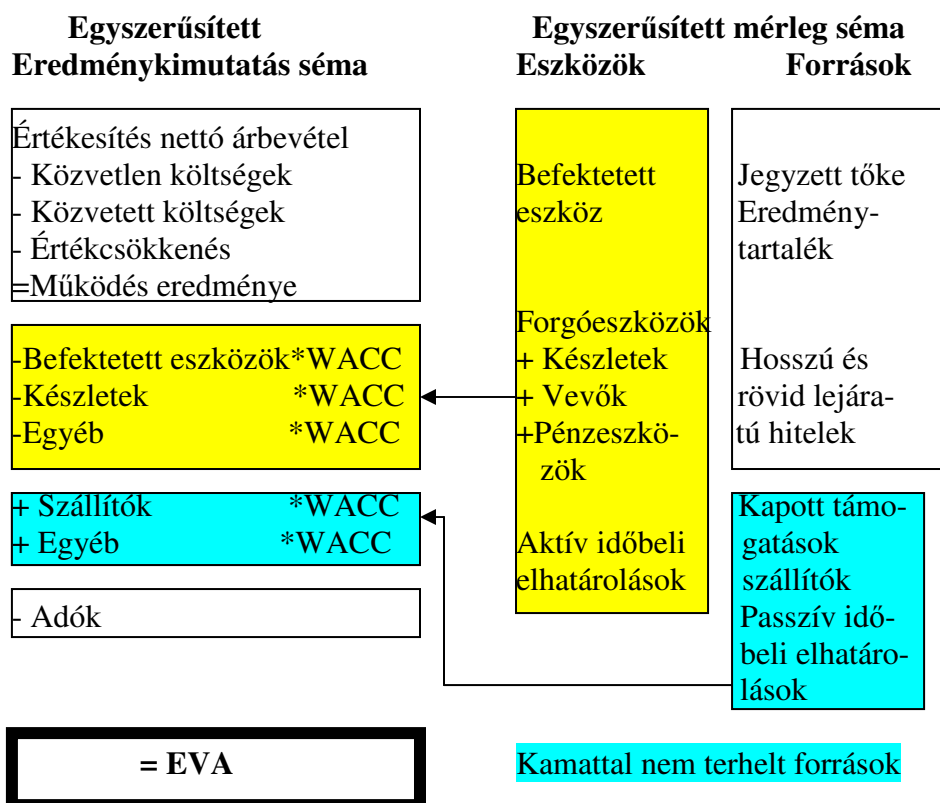 Egyszerűsített
Eredménykimutatás séma
Egyszerűsített mérleg séma
Eszközök Források
Értékesítés nettó árbevétel
- Közvetlen költségek
- Közvetett költségek
- Értékcsökkenés
=Működés eredménye
-Befektetett eszközök*WACC
-Készletek *WACC
-Egyéb *WACC
+ Szállítók *WACC
+ Egyéb *WACC
- Adók
= EVA
Befektetett
eszköz
Forgóeszközök
+ Készletek
+ Vevők
+Pénzeszkö-
zök
Aktív időbeli
elhatárolások
Jegyzett tőke
Eredmény-
tartalék
Hosszú és
rövid lejára-
tú hitelek
Kapott támo-
gatások
szállítók
Passzív idő-
beli elhatáro-
lások
Kamattal nem terhelt források